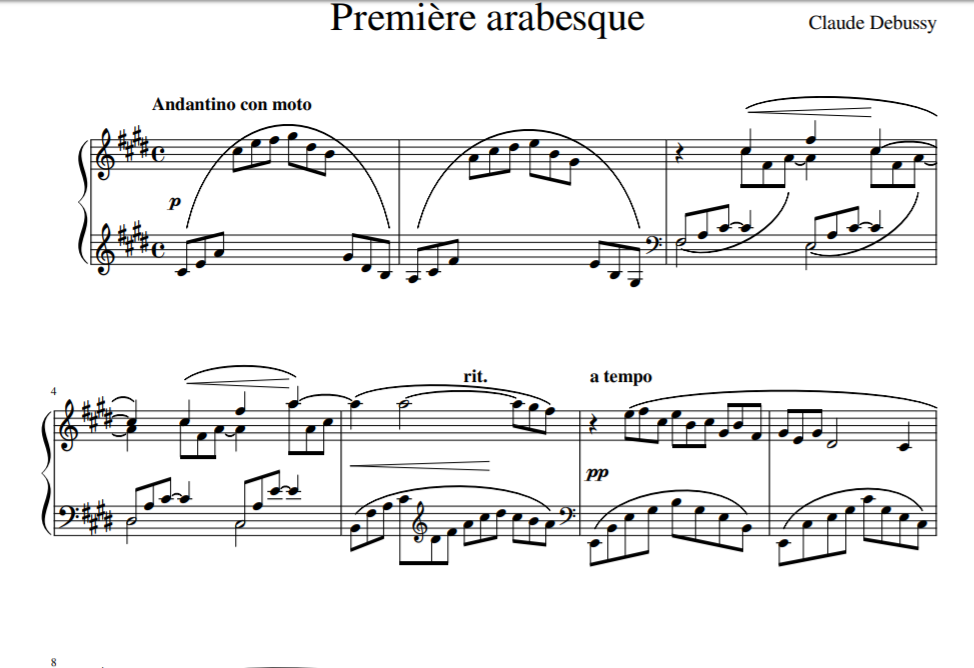 Première arabesque
Claude Debussy
Andantino con moto
p
4
rit.
a tempo
pp
8